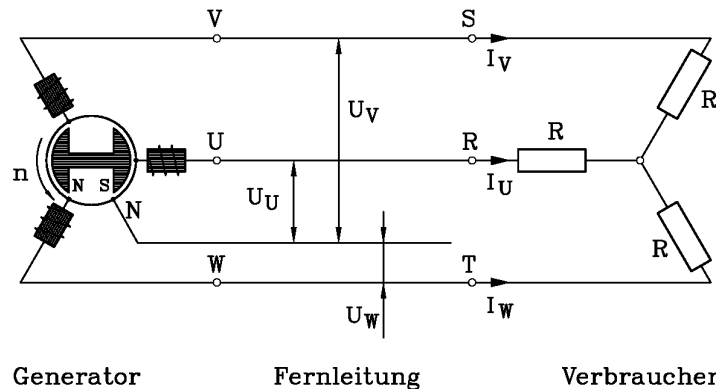 V S
I_V
U_V
R
U R
R
n
N S
N
U_U
I_U
R
W T
U_W
I_W
Generator Fernleitung Verbraucher